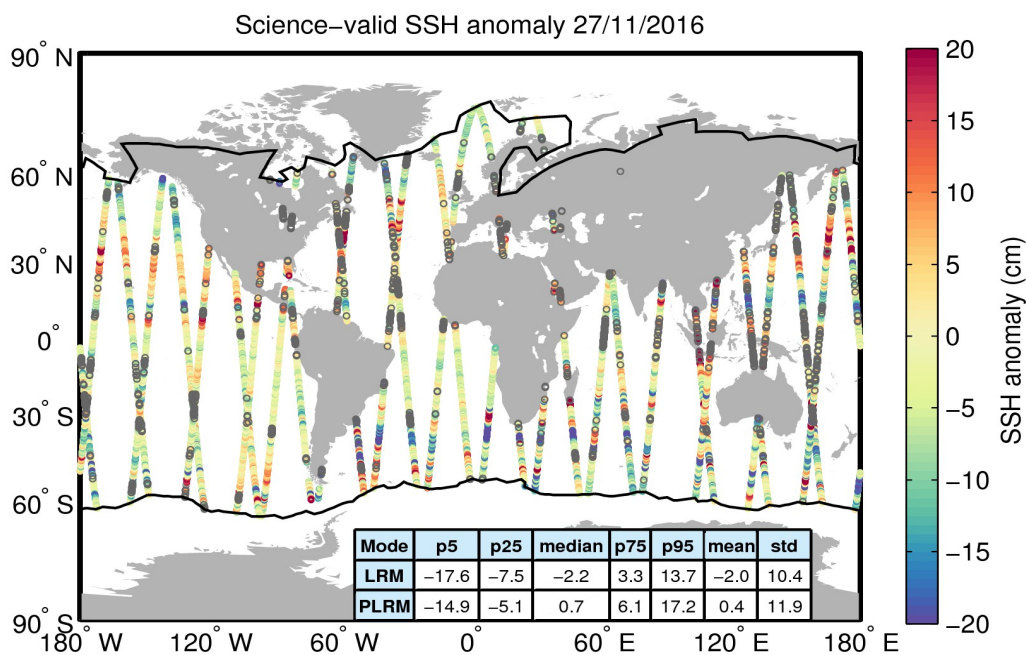 Science−valid SSH anomaly 27/11/2016
90° N
60° N
30° N
0°
30° S
60° S
90° S
180° W
120° W
60° W
0°
60° E
120° E
180° E
Mode p5 p25 median p75 p95 mean std
LRM −17.6 −7.5 −2.2 3.3 13.7 −2.0 10.4
PLRM −14.9 −5.1 0.7 6.1 17.2 0.4 11.9
20
15
10
5
0
−5
−10
−15
−20
SSH anomaly (cm)